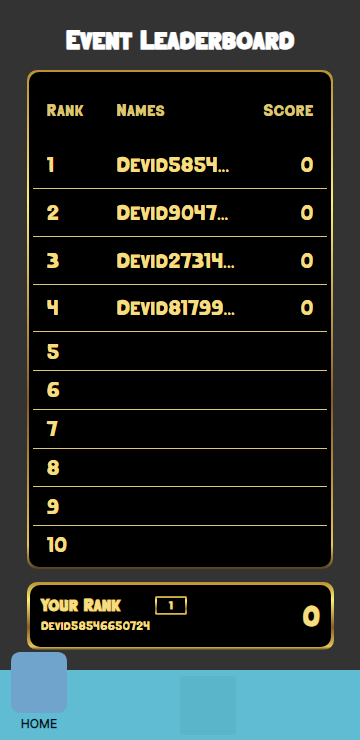 Event Leaderboard
Rank Names Score
1 Devid5854... 0
2 Devid9047... 0
3 Devid27314... 0
4 Devid81799... 0
5
6
7
8
9
10
Your Rank 1 0
Devid58546650724
HOME